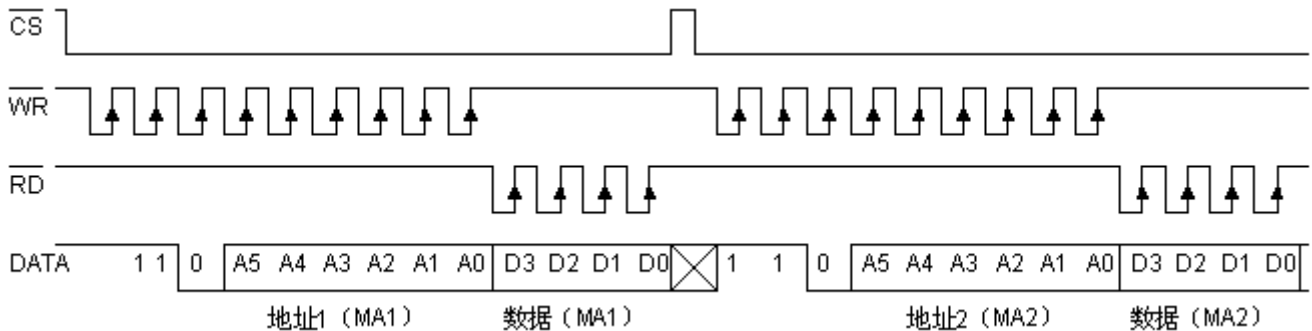 CS
WR
RD
DATA 1 1 0 A5 A4 A3 A2 A1 A0 D3 D2 D1 D0 1 1 0 A5 A4 A3 A2 A1 A0 D3 D2 D1 D0
地址1（MA1） 数据（MA1） 地址2（MA2） 数据（MA2）